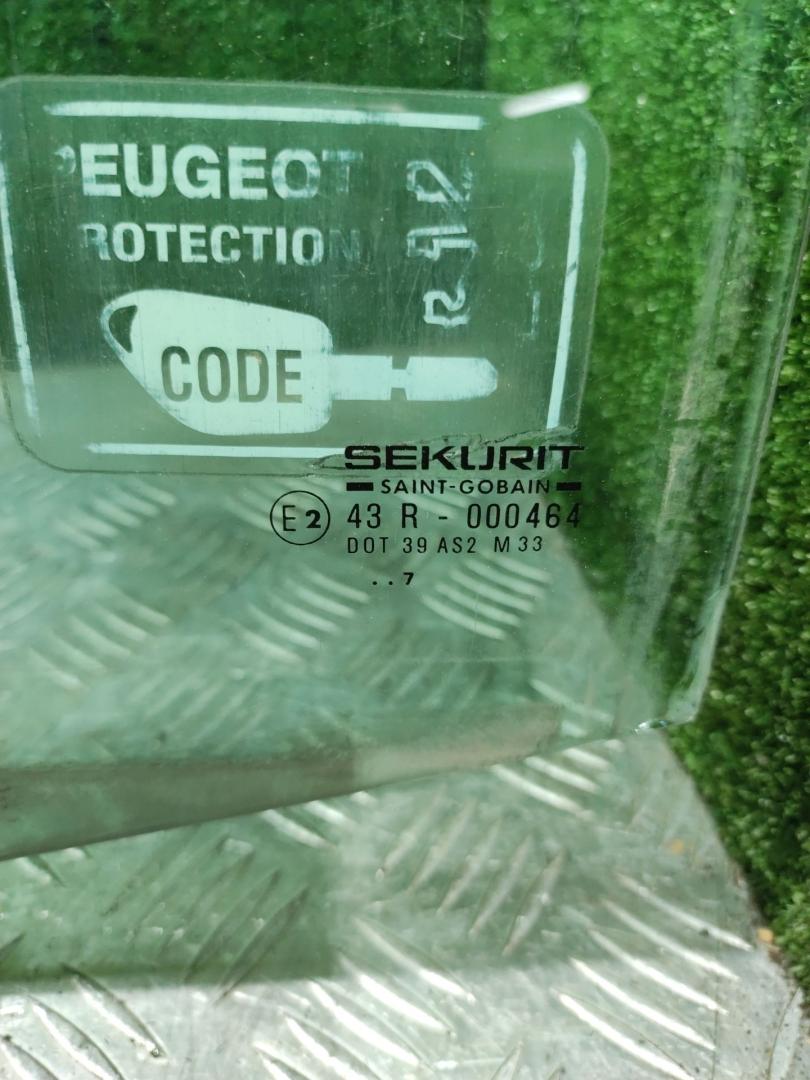 PEUGEOT
ROTECTION
CODE
SEKURIT
SAINT-GOBAIN
E2 43 R - 000464
DOT 39 AS2 M33
. . 7